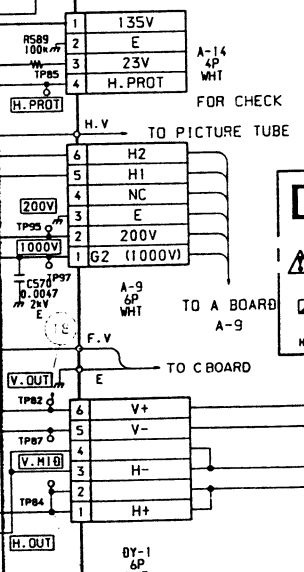 1 135V
R589
100k
2 E
3 23V
4 H.PROT
TP85
H.PROT
A-14
4P
WHT
FOR CHECK
H.V
TO PICTURE TUBE
6 H2
5 H1
4 NC
3 E
2 200V
1 G2 (1000V)
200V
TP95
1000V
TP97
C570
0.0047
2kV
E
A-9
6P
WHT
TO A BOARD
A-9
18
F.V
TO C BOARD
E
V.OUT
TP82
6 V+
5 V-
TP87
4
V.MID
3 H-
2
TP84
1 H+
H.OUT
DY-1
6P